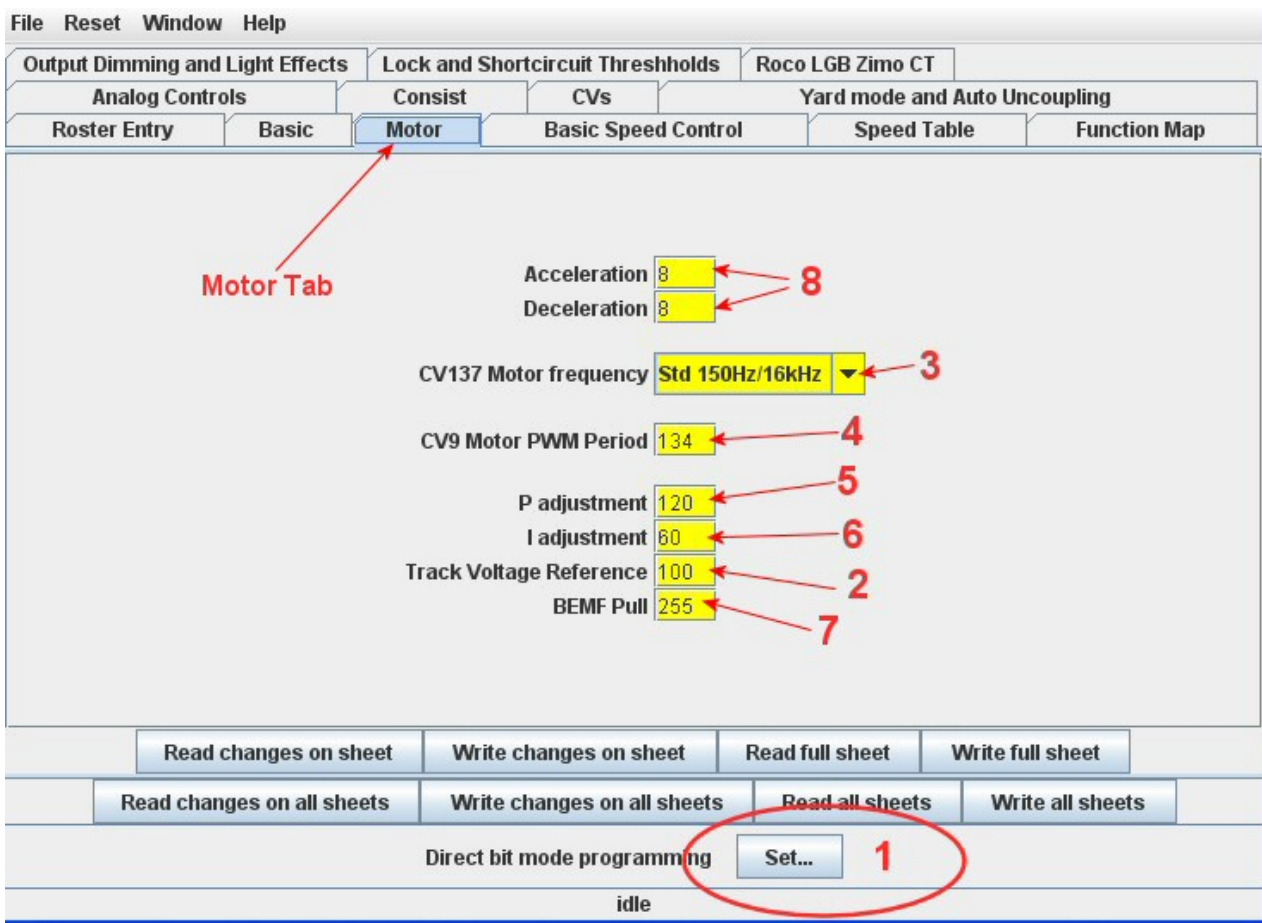 File Reset Window Help
Output Dimming and Light Effects Lock and Shortcircuit Threshholds Roco LGB Zimo CT
Analog Controls Consist CVs Yard mode and Auto Uncoupling
Roster Entry Basic Motor Basic Speed Control Speed Table Function Map
Motor Tab
Acceleration 8
8
Deceleration 8
CV137 Motor frequency Std 150Hz/16kHz 3
CV9 Motor PWM Period 134 4
P adjustment 120 5
I adjustment 60 6
Track Voltage Reference 100 2
BEMF Pull 255 7
Read changes on sheet Write changes on sheet Read full sheet Write full sheet
Read changes on all sheets Write changes on all sheets Read all sheets Write all sheets
Direct bit mode programming Set... 1
idle